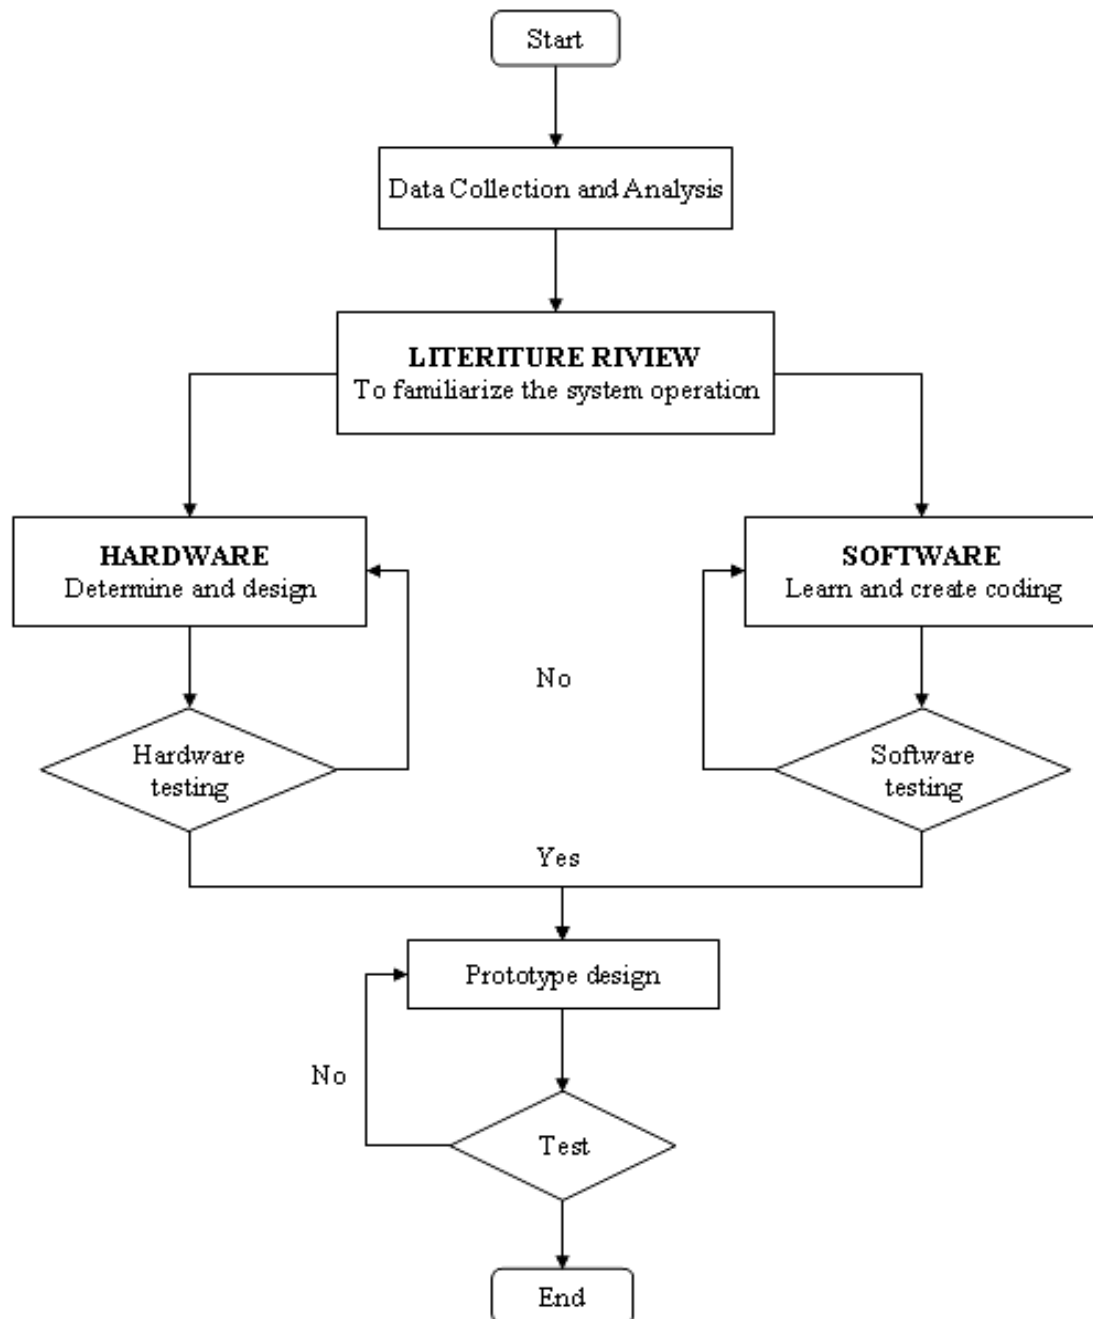 Start
Data Collection and Analysis
LITERITURE RIVIEW
To familiarize the system operation
HARDWARE
Determine and design
SOFTWARE
Learn and create coding
No
Hardware
testing
Software
testing
Yes
Prototype design
No
Test
End